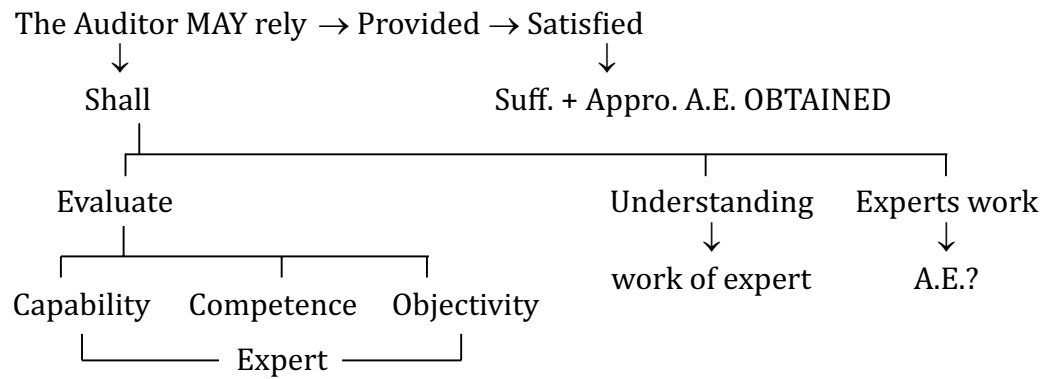 The Auditor MAY rely → Provided → Satisfied
Shall Suff. + Appro. A.E. OBTAINED
Evaluate Understanding Experts work
work of expert A.E.?
Capability Competence Objectivity
Expert